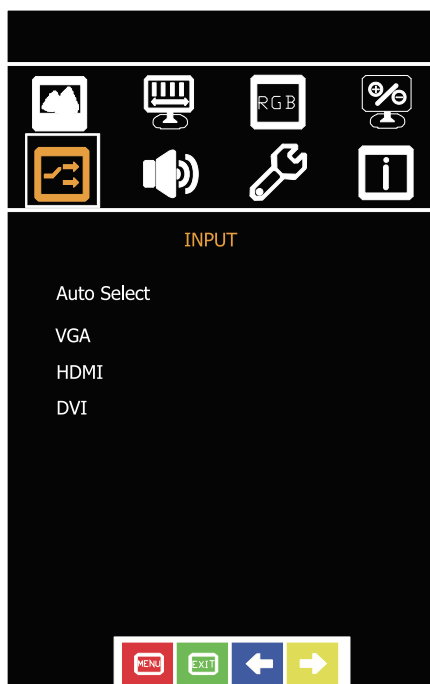 RGB
INPUT
Auto Select
VGA
HDMI
DVI
MENU EXIT